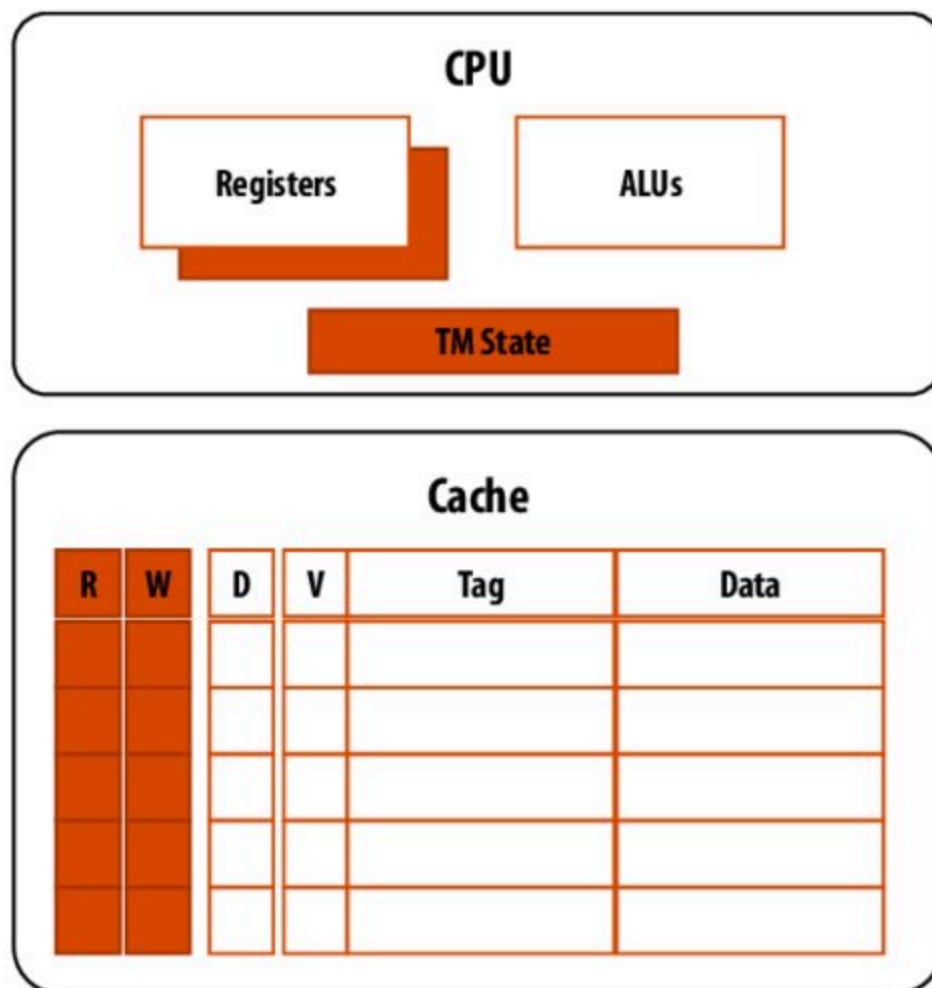 CPU
Registers
ALUs
TM State
Cache
R W D V Tag Data